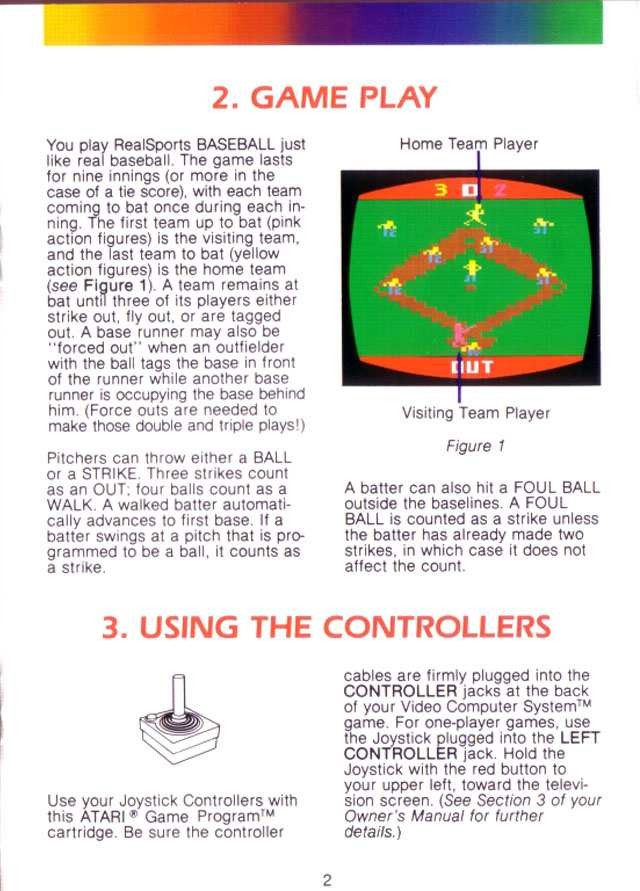 2. GAME PLAY
You play RealSports BASEBALL just
like real baseball. The game lasts
for nine innings (or more in the
case of a tie score), with each team
coming to bat once during each in-
ning. The first team up to bat (pink
action figures) is the visiting team,
and the last team to bat (yellow
action figures) is the home team
(see Figure 1). A team remains at
bat until three of its players either
strike out, fly out, or are tagged
out. A base runner may also be
"forced out" when an outfielder
with the ball tags the base in front
of the runner while another base
runner is occupying the base behind
him. (Force outs are needed to
make those double and triple plays!)
Pitchers can throw either a BALL
or a STRIKE. Three strikes count
as an OUT; four balls count as a
WALK. A walked batter automati-
cally advances to first base. If a
batter swings at a pitch that is pro-
grammed to be a ball, it counts as
a strike.
Home Team Player
3 0 2
OUT
Visiting Team Player
Figure 1
A batter can also hit a FOUL BALL
outside the baselines. A FOUL
BALL is counted as a strike unless
the batter has already made two
strikes, in which case it does not
affect the count.
3. USING THE CONTROLLERS
Use your Joystick Controllers with
this ATARI® Game Program™
cartridge. Be sure the controller
cables are firmly plugged into the
CONTROLLER jacks at the back
of your Video Computer System™
game. For one-player games, use
the Joystick plugged into the LEFT
CONTROLLER jack. Hold the
Joystick with the red button to
your upper left, toward the televi-
sion screen. (See Section 3 of your
Owner's Manual for further
details.)
2